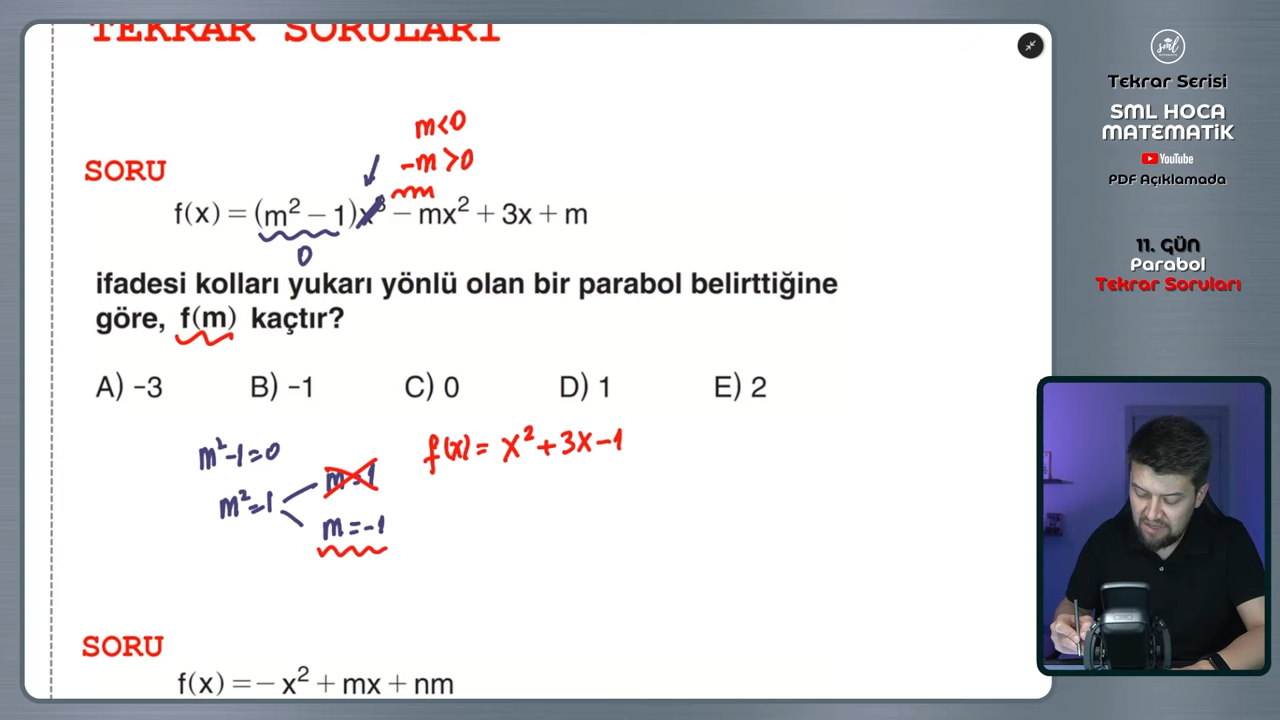 TEKRAR SORULARI
m<0
-m>0
SORU
f(x) = (m² − 1)x³ − mx² + 3x + m
0
ifadesi kolları yukarı yönlü olan bir parabol belirttiğine
göre, f(m) kaçtır?
A) −3 B) −1 C) 0 D) 1 E) 2
m²-1=0
m²=1
m=1
m=-1
f(x)= x²+3x-1
SORU
f(x) = − x² + mx + nm
sml
Tekrar Serisi
SML HOCA
MATEMATİK
YouTube
PDF Açıklamada
11. GÜN
Parabol
Tekrar Soruları